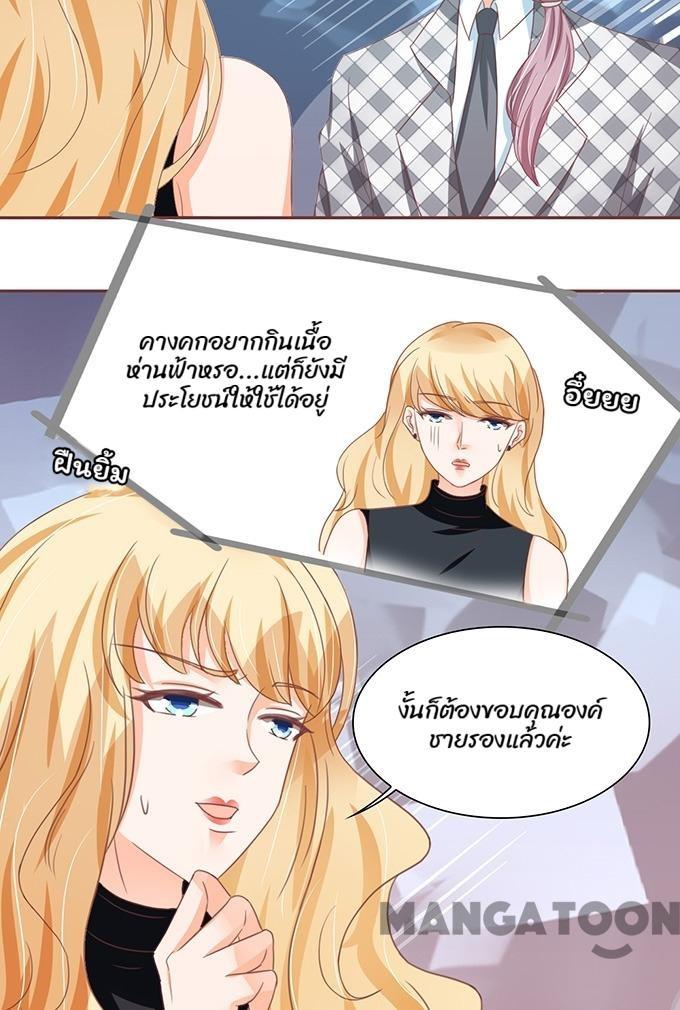 คางคกอยากกินเนื้อ
ห่านฟ้าหรอ...แต่ก็ยังมี
ประโยชน์ให้ใช้ได้อยู่
อึ๋ยยย
ฝืนยิ้ม
งั้นก็ต้องขอบคุณองค์
ชายรองแล้วค่ะ
MANGATOON